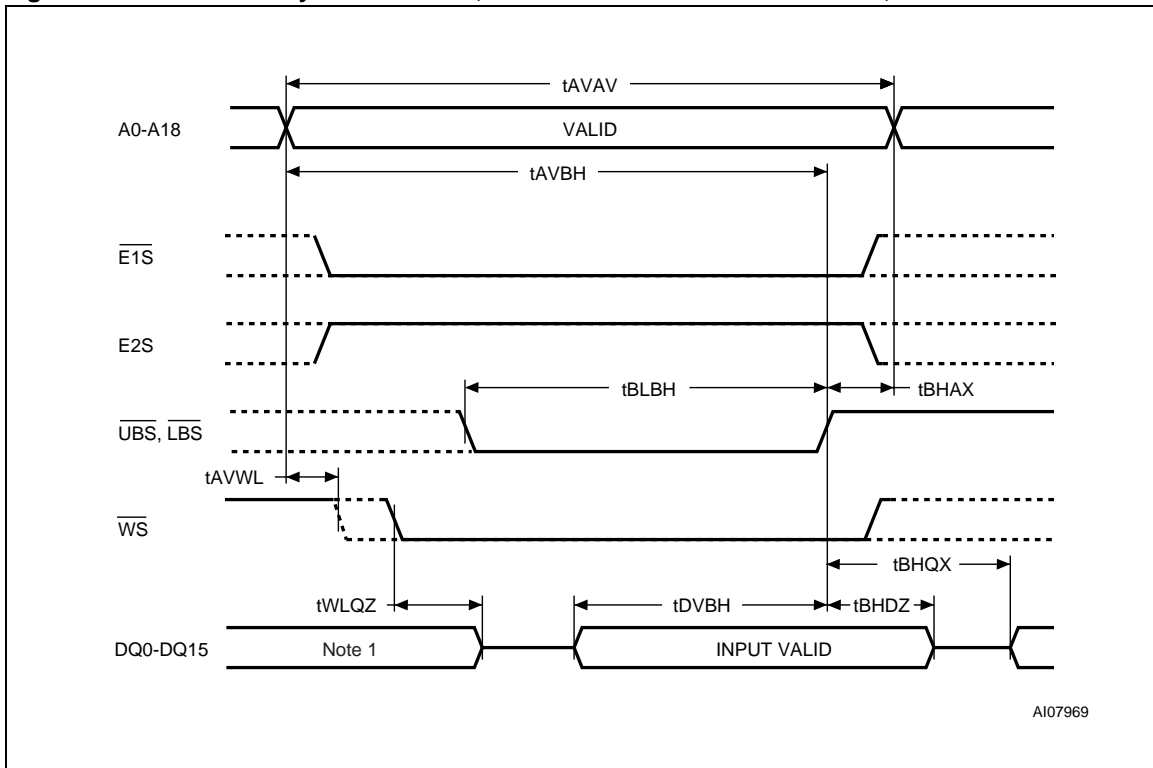 tAVAV
A0-A18
VALID
tAVBH
E1S
E2S
tBLBH
tBHAX
UBS, LBS
tAVWL
WS
tBHQX
tWLQZ
tDVBH
tBHDZ
DQ0-DQ15
Note 1
INPUT VALID
AI07969